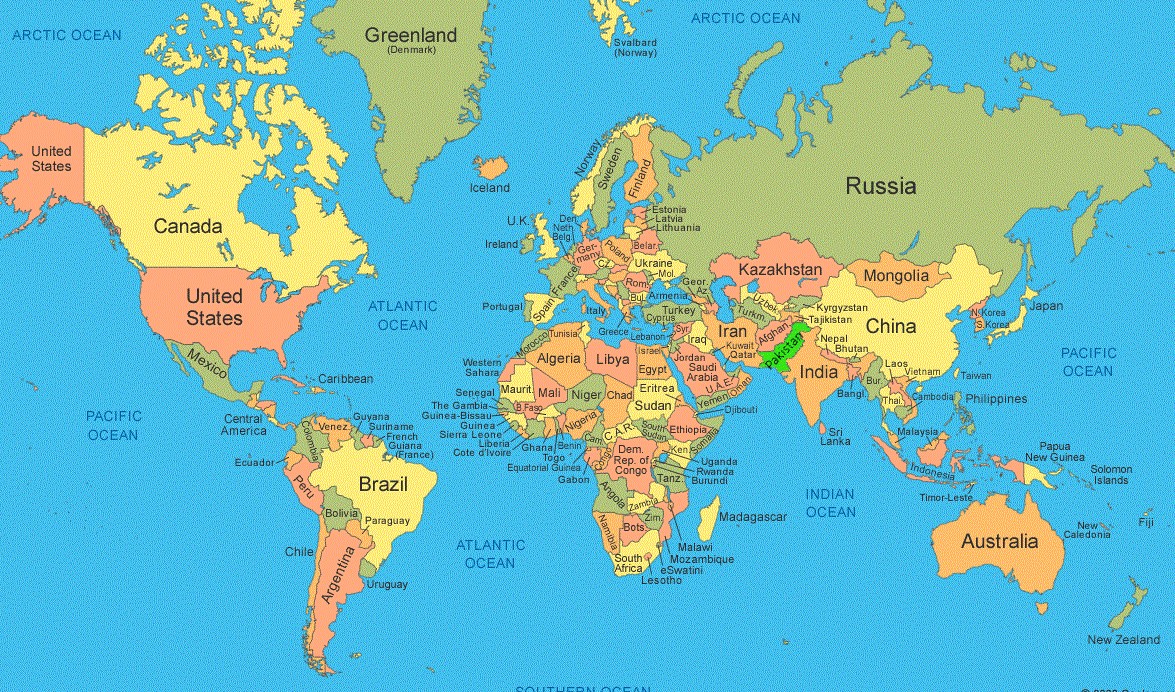 ARCTIC OCEAN
ARCTIC OCEAN
Greenland
(Denmark)
Svalbard
(Norway)
United
States
Iceland
Norway
Sweden
Finland
Russia
Canada
U.K.
Ireland
Den.
Neth.
Belg.
Estonia
Latvia
Lithuania
Belar.
Ger-
many
Poland
Cz.
Ukraine
Mol.
France
Rom.
Bul.
Geor.
Az.
Armenia
Kazakhstan
Mongolia
United
States
ATLANTIC
OCEAN
Portugal
Spain
Italy
Greece
Turkey
Cyprus
Lebanon
Syr.
Iraq
Iran
Turkm.
Uzbek.
Kyrgyzstan
Tajikistan
Afghan.
Pakistan
China
N. Korea
S. Korea
Japan
Mexico
Morocco
Tunisia
Algeria
Libya
Israel
Egypt
Jordan
Saudi
Arabia
Kuwait
Qatar
U.A.E.
Oman
Yemen
Nepal
Bhutan
India
Bangl.
Bur.
Laos
Vietnam
Taiwan
PACIFIC
OCEAN
Western
Sahara
Caribbean
Senegal
The Gambia
Guinea-Bissau
Guinea
Sierra Leone
Liberia
Cote d'Ivoire
Maurit.
Mali
Niger
Chad
Eritrea
Sudan
Djibouti
B Faso
Ghana
Togo
Benin
Nigeria
Equatorial Guinea
Gabon
Cam.
C.A.R.
South
Sudan
Ethiopia
Somalia
Thai.
Cambodia
Philippines
Sri
Lanka
Malaysia
Indonesia
PACIFIC
OCEAN
Central
America
Venez.
Guyana
Suriname
French
Guiana
(France)
Colombia
Ecuador
Congo
Dem.
Rep. of
Congo
Ken.
Uganda
Rwanda
Burundi
Tanz.
Papua
New Guinea
Solomon
Islands
Timor-Leste
Peru
Brazil
Bolivia
Paraguay
Angola
Zambia
Zim.
Namibia
Bots.
Madagascar
INDIAN
OCEAN
Australia
New
Caledonia
Fiji
Chile
Argentina
Uruguay
ATLANTIC
OCEAN
South
Africa
Malawi
Mozambique
eSwatini
Lesotho
New Zealand
SOUTHERN OCEAN